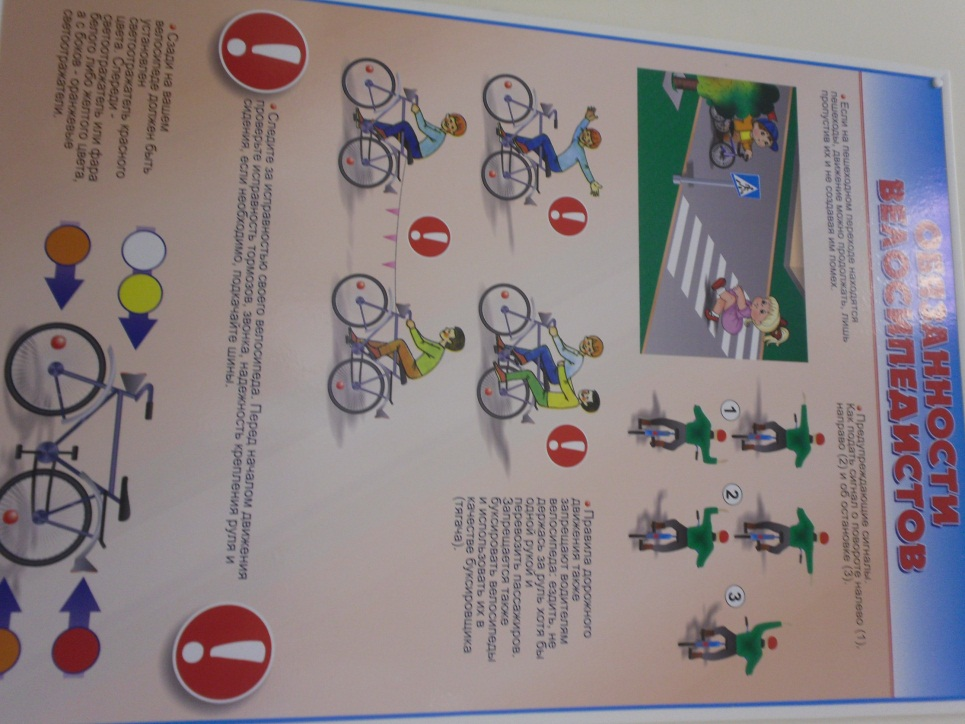 ОБЯЗАННОСТИ
ВЕЛОСИПЕДИСТОВ
• Если на пешеходном переходе находятся
пешеходы, движение можно продолжать, лишь
пропустив их и не создавая им помех.
• Предупреждающие сигналы
Как подать сигнал о повороте налево (1),
направо (2) и об остановке (3).
1
2
3
• Правила дорожного
движения также
запрещают водителям
велосипеда: ездить, не
держась за руль хотя бы
одной рукой и
перевозить пассажиров.
Запрещается также
буксировать велосипеды
и использовать их в
качестве буксировщика
(тягача).
• Следите за исправностью своего велосипеда. Перед началом движения
проверьте исправность тормозов, звонка, надежность крепления руля и
сидения, если необходимо, подкачайте шины.
• Сзади на вашем
велосипеде должен быть
установлен
светоотражатель красного
цвета. Спереди -
светоотражатель или фара
белого либо желтого цвета,
а с боков - оранжевые
светоотражатели.